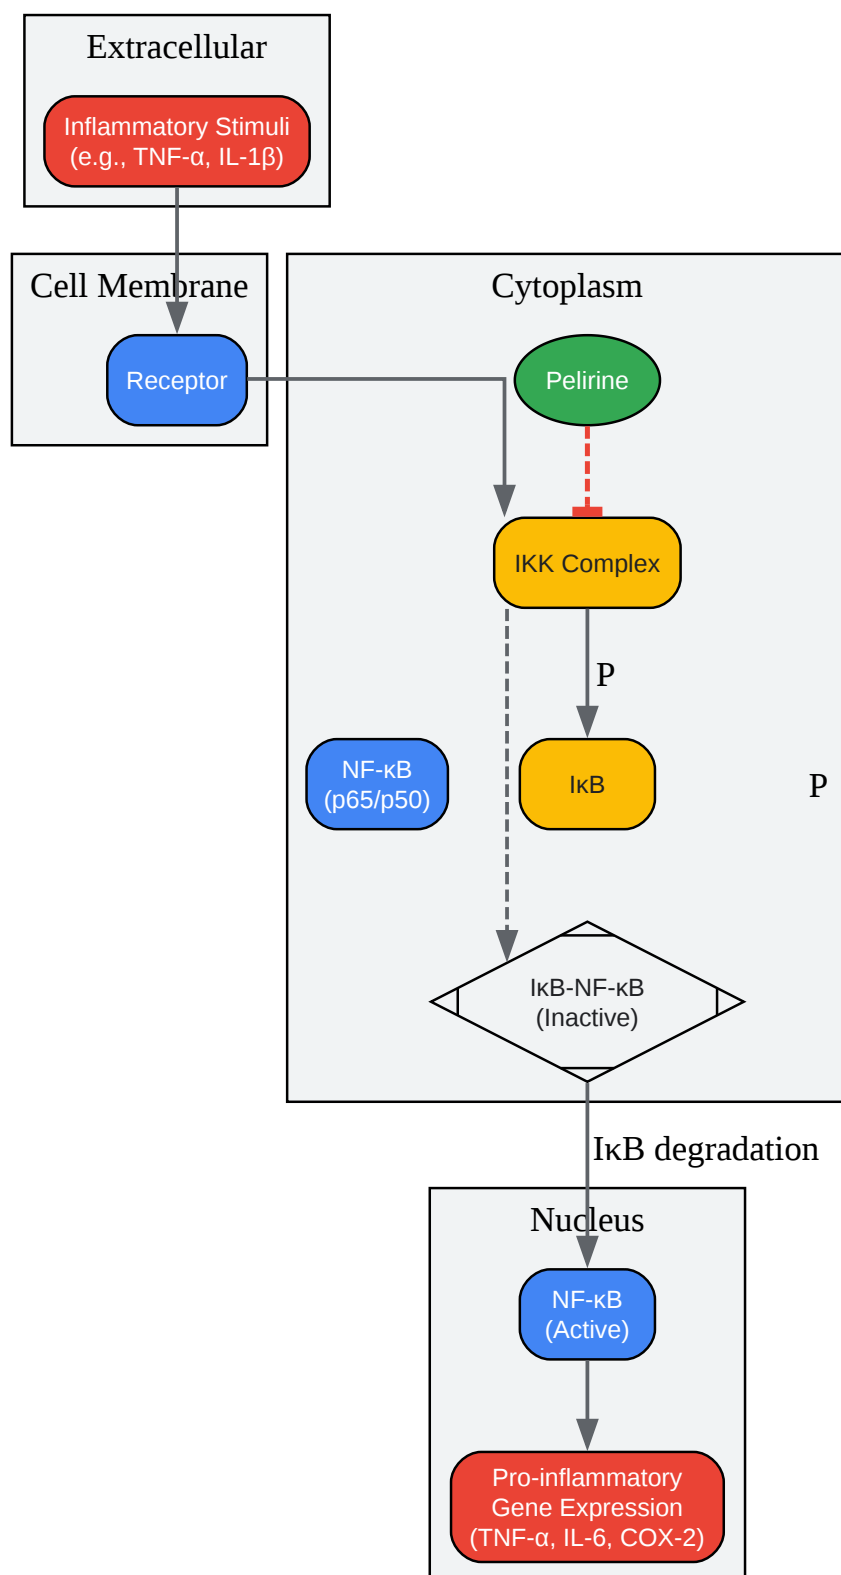 Extracellular
Inflammatory Stimuli
(e.g., TNF-α, IL-1β)
Cell Membrane
Receptor
Cytoplasm
Pelirine
IKK Complex
P
NF-κB
(p65/p50)
IκB
P
IκB-NF-κB
(Inactive)
IκB degradation
Nucleus
NF-κB
(Active)
Pro-inflammatory
Gene Expression
(TNF-α, IL-6, COX-2)